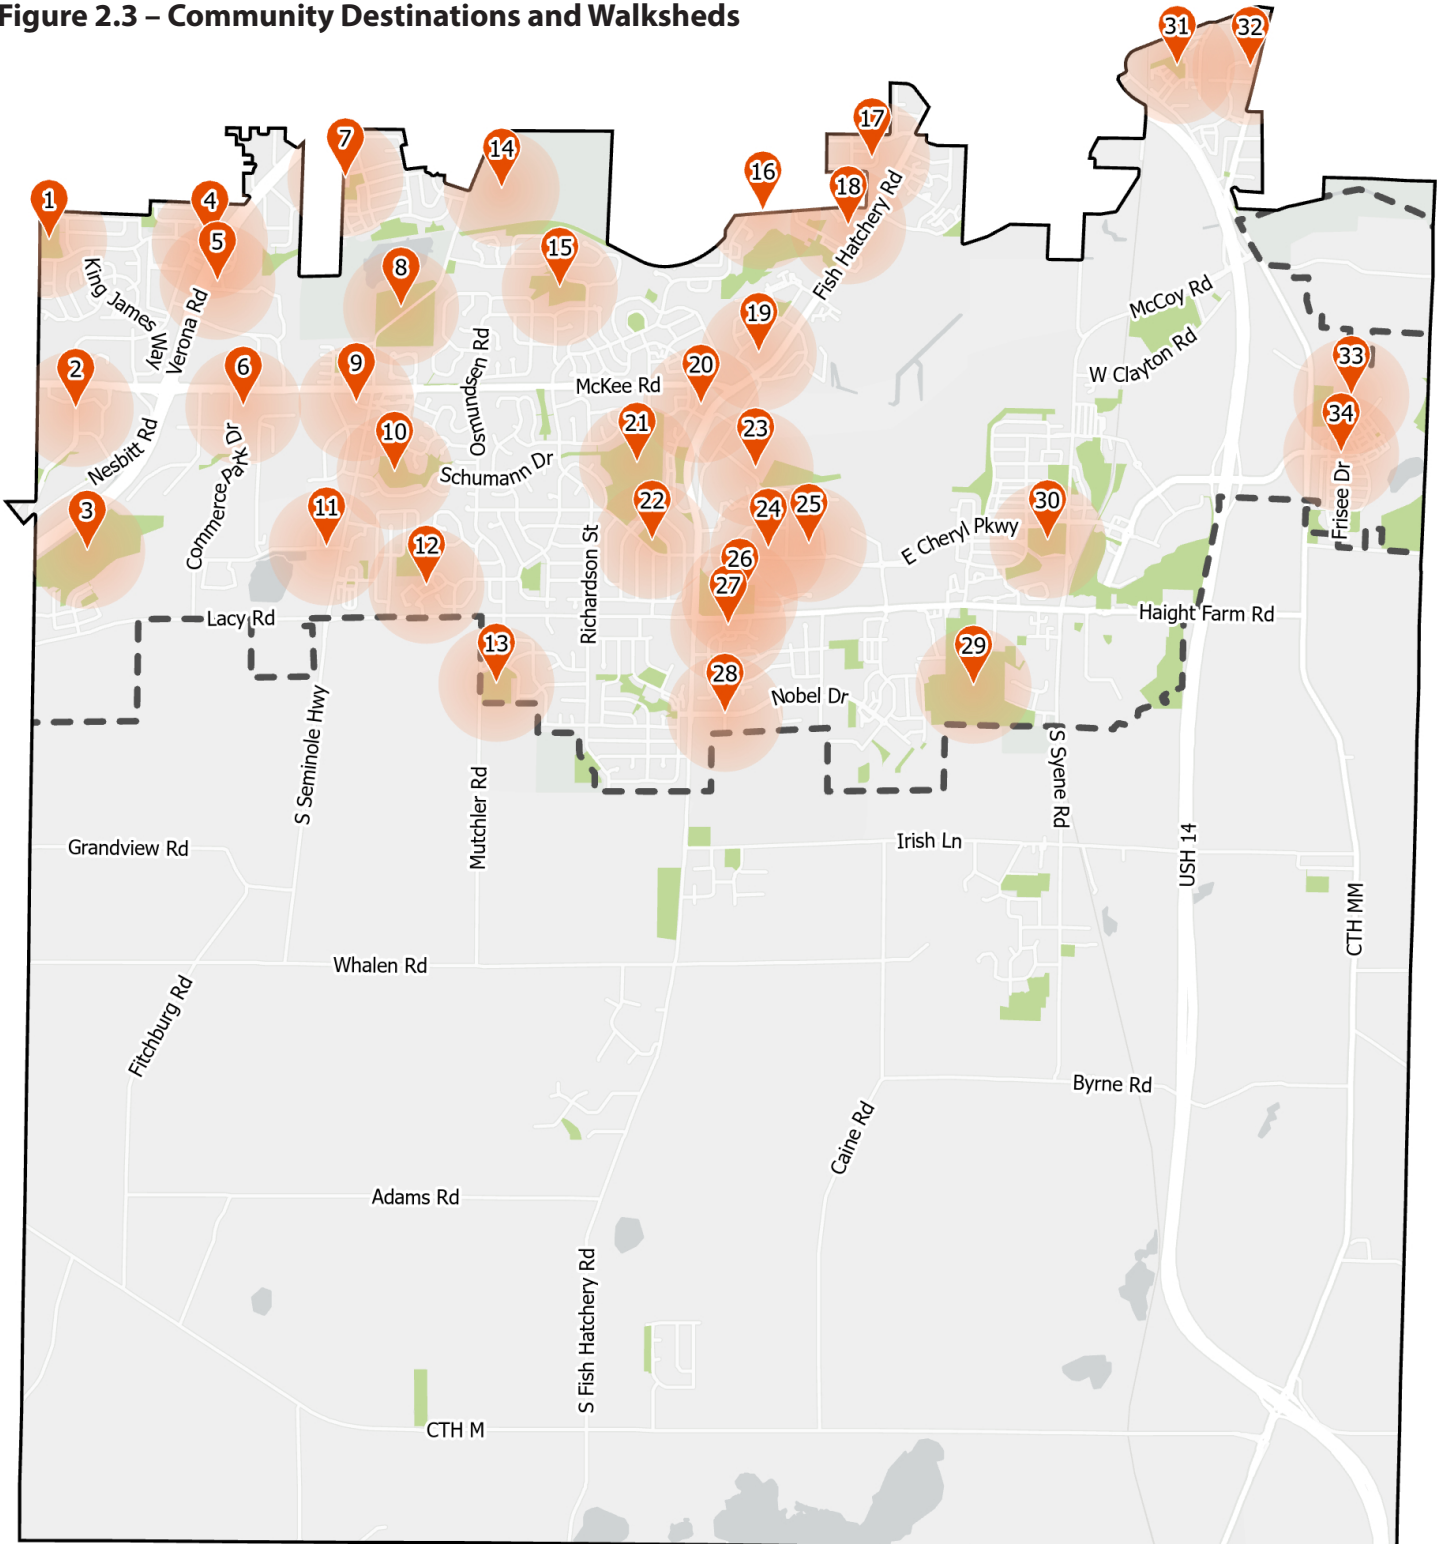 Figure 2.3 – Community Destinations and Walksheds
31
32
17
7
14
16
18
1
4
5
15
8
Fish Hatchery Rd
King James Way
Verona Rd
McCoy Rd
19
W Clayton Rd
33
2
6
9
Osmundsen Rd
McKee Rd
20
34
10
21
23
Nesbitt Rd
Commerce Park Dr
Schumann Dr
Frisee Dr
3
11
22
24
25
30
E Cheryl Pkwy
12
26
27
Richardson St
Lacy Rd
Haight Farm Rd
13
29
28
Nobel Dr
S Seminole Hwy
Mutchler Rd
S Syene Rd
Grandview Rd
Irish Ln
USH 14
CTH MM
Whalen Rd
Fitchburg Rd
Byrne Rd
Caine Rd
Adams Rd
S Fish Hatchery Rd
CTH M